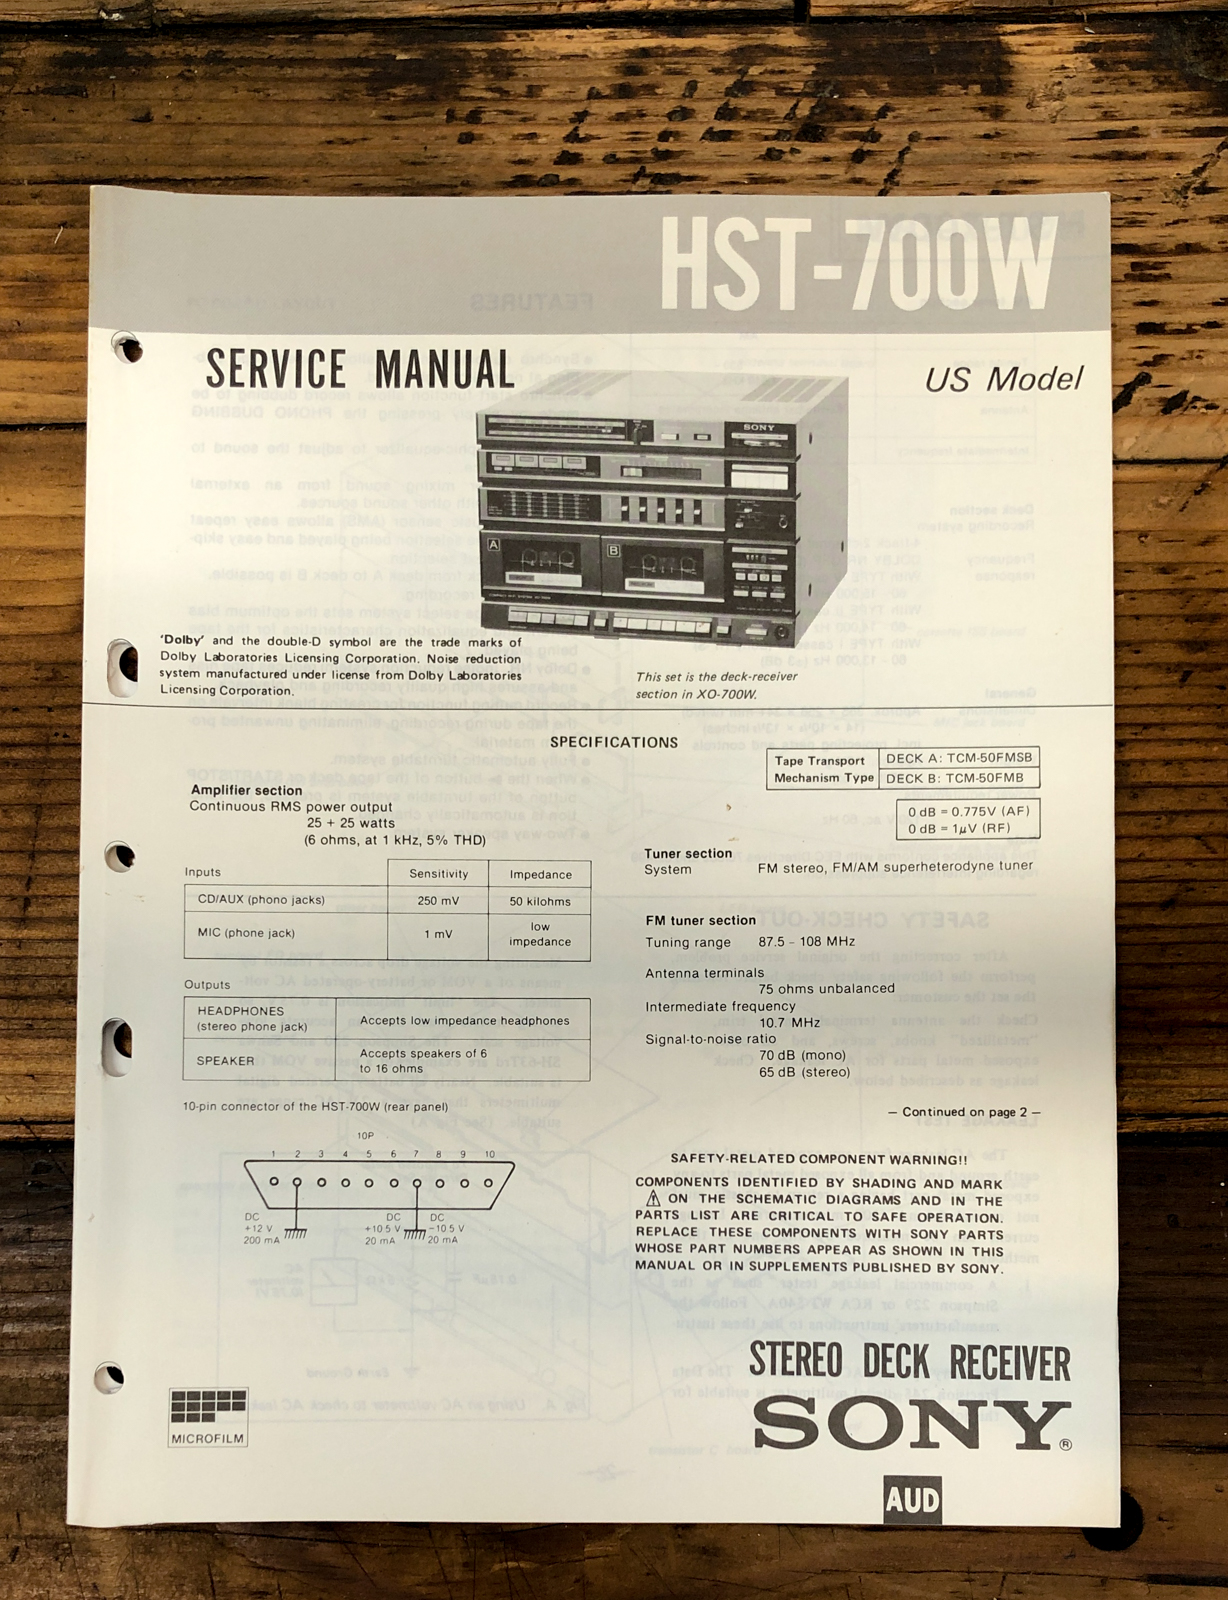 HST-700W
SERVICE MANUAL
US Model
SONY
A
B
'Dolby' and the double-D symbol are the trade marks of
Dolby Laboratories Licensing Corporation. Noise reduction
system manufactured under license from Dolby Laboratories
Licensing Corporation.
This set is the deck-receiver
section in XO-700W.
SPECIFICATIONS
Tape Transport
Mechanism Type
DECK A: TCM-50FMSB
DECK B: TCM-50FMB
0 dB = 0.775V (AF)
0 dB = 1μV (RF)
Amplifier section
Continuous RMS power output
25 + 25 watts
(6 ohms, at 1 kHz, 5% THD)
Inputs Sensitivity Impedance
CD/AUX (phono jacks) 250 mV 50 kilohms
MIC (phone jack) 1 mV low
impedance
Outputs
HEADPHONES
(stereo phone jack) Accepts low impedance headphones
SPEAKER Accepts speakers of 6
to 16 ohms
10-pin connector of the HST-700W (rear panel)
10P
1 2 3 4 5 6 7 8 9 10
DC
+12 V
200 mA
DC
+10.5 V
20 mA
DC
-10.5 V
20 mA
Tuner section
System FM stereo, FM/AM superheterodyne tuner
FM tuner section
Tuning range 87.5 - 108 MHz
Antenna terminals
75 ohms unbalanced
Intermediate frequency
10.7 MHz
Signal-to-noise ratio
70 dB (mono)
65 dB (stereo)
— Continued on page 2 —
SAFETY-RELATED COMPONENT WARNING!!
COMPONENTS IDENTIFIED BY SHADING AND MARK
⚠ ON THE SCHEMATIC DIAGRAMS AND IN THE
PARTS LIST ARE CRITICAL TO SAFE OPERATION.
REPLACE THESE COMPONENTS WITH SONY PARTS
WHOSE PART NUMBERS APPEAR AS SHOWN IN THIS
MANUAL OR IN SUPPLEMENTS PUBLISHED BY SONY.
MICROFILM
STEREO DECK RECEIVER
SONY®
AUD